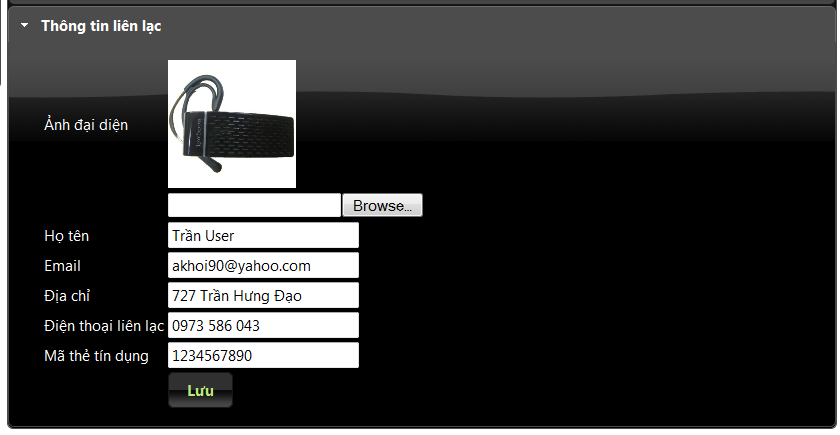 Thông tin liên lạc
Ảnh đại diện
Browse...
Họ tên Trần User
Email akhoi90@yahoo.com
Địa chỉ 727 Trần Hưng Đạo
Điện thoại liên lạc 0973 586 043
Mã thẻ tín dụng 1234567890
Lưu